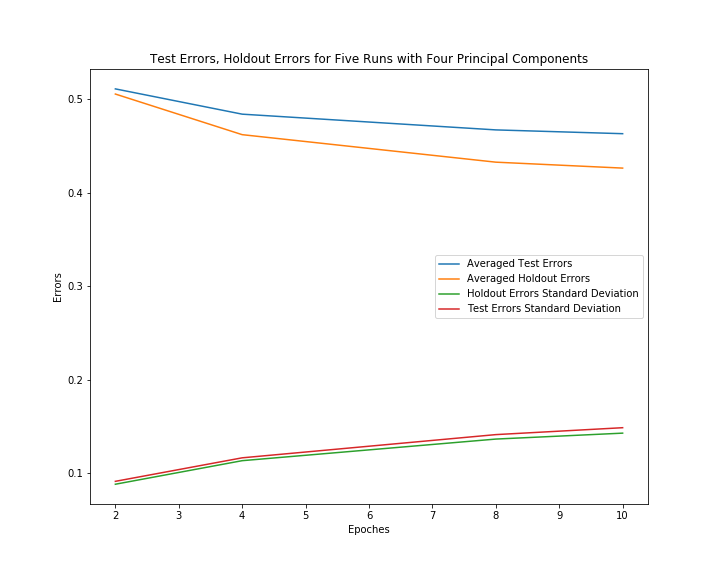 Test Errors, Holdout Errors for Five Runs with Four Principal Components
0.5
0.4
0.3
0.2
0.1
Errors
Averaged Test Errors
Averaged Holdout Errors
Holdout Errors Standard Deviation
Test Errors Standard Deviation
2 3 4 5 6 7 8 9 10
Epoches